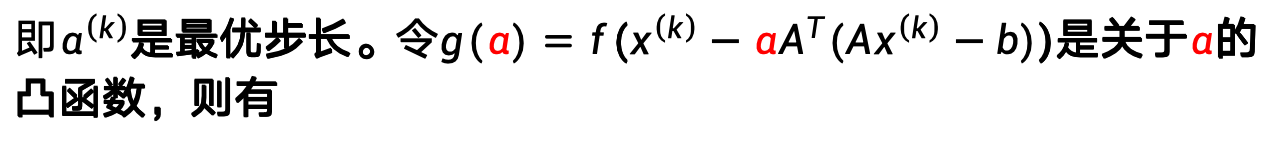 即a^{(k)}是最优步长。令g(a) = f(x^{(k)} − aA^T(Ax^{(k)} − b))是关于a的
凸函数，则有